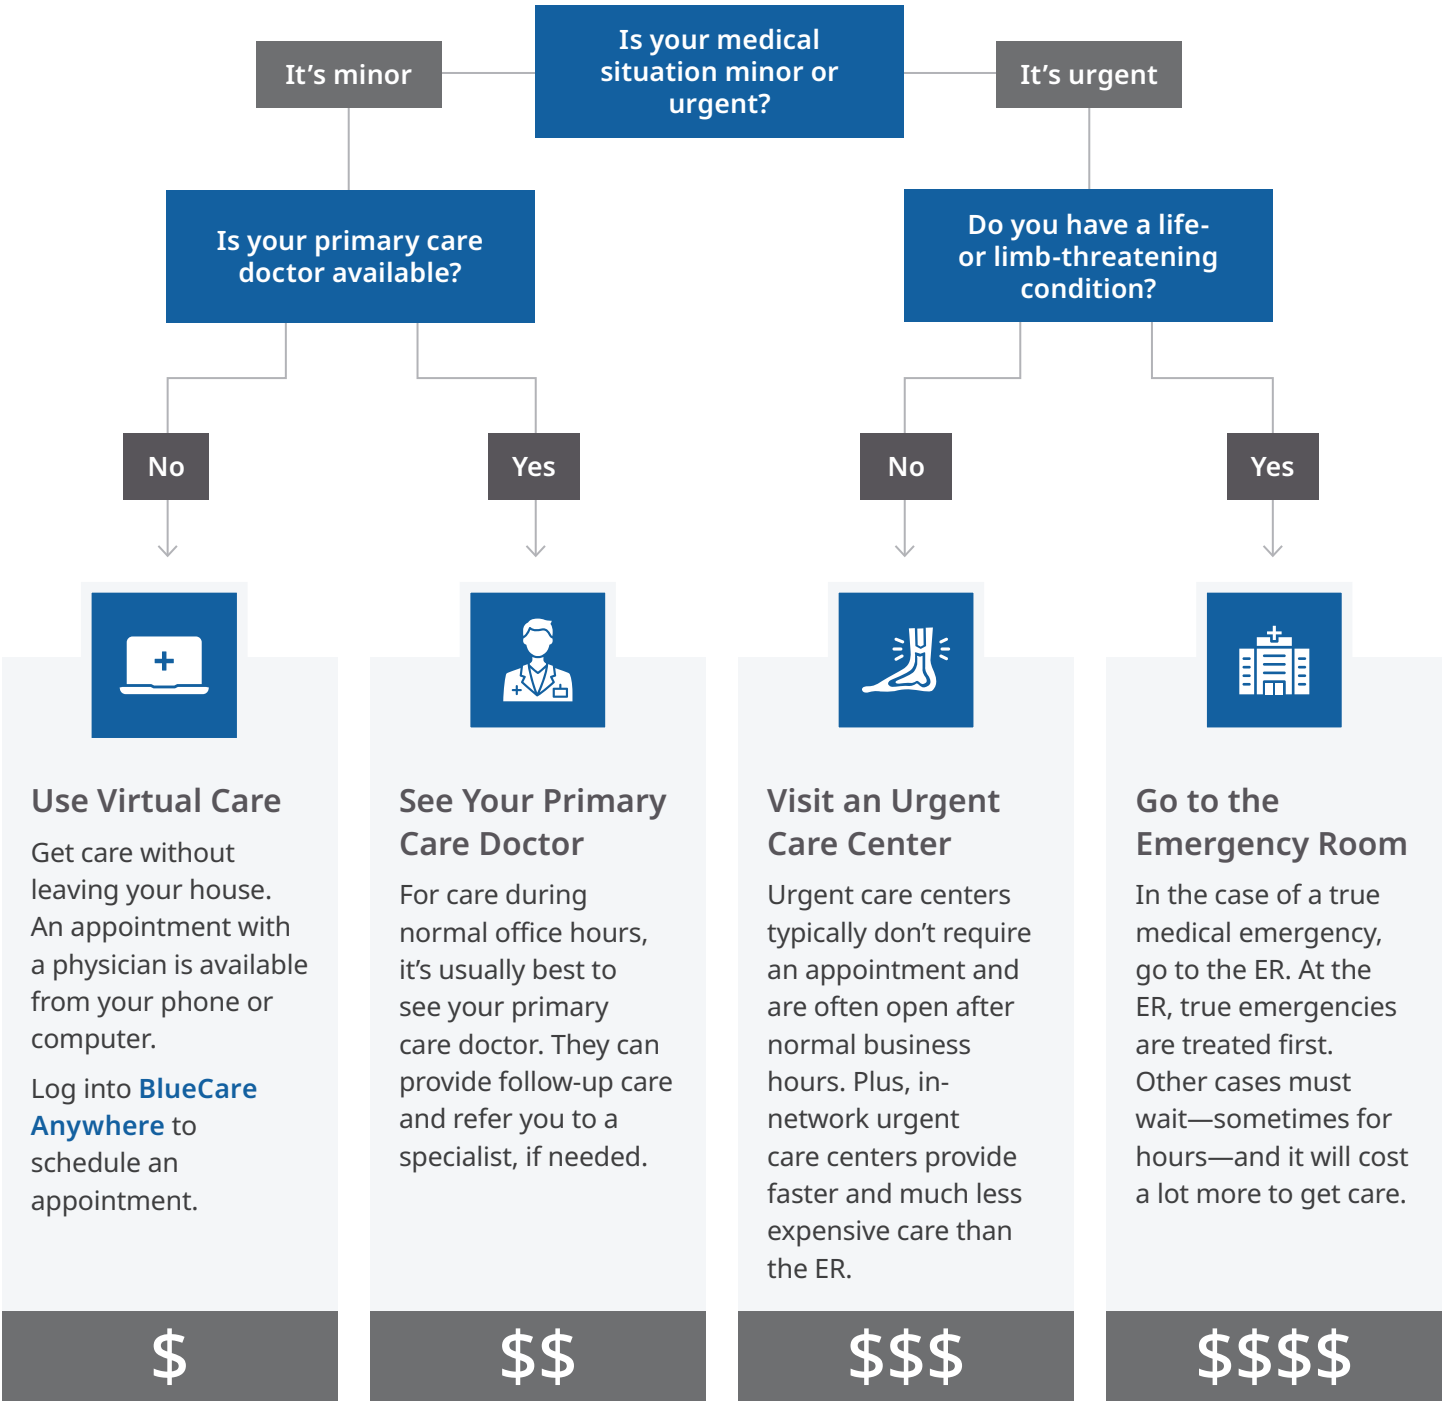 Is your medical
situation minor or
urgent?
It's minor
It's urgent
Is your primary care
doctor available?
Do you have a life-
or limb-threatening
condition?
No
Yes
No
Yes
Use Virtual Care
Get care without
leaving your house.
An appointment with
a physician is available
from your phone or
computer.
Log into BlueCare
Anywhere to
schedule an
appointment.
$
See Your Primary
Care Doctor
For care during
normal office hours,
it's usually best to
see your primary
care doctor. They can
provide follow-up care
and refer you to a
specialist, if needed.
$$
Visit an Urgent
Care Center
Urgent care centers
typically don't require
an appointment and
are often open after
normal business
hours. Plus, in-
network urgent
care centers provide
faster and much less
expensive care than
the ER.
$$$
Go to the
Emergency Room
In the case of a true
medical emergency,
go to the ER. At the
ER, true emergencies
are treated first.
Other cases must
wait—sometimes for
hours—and it will cost
a lot more to get care.
$$$$